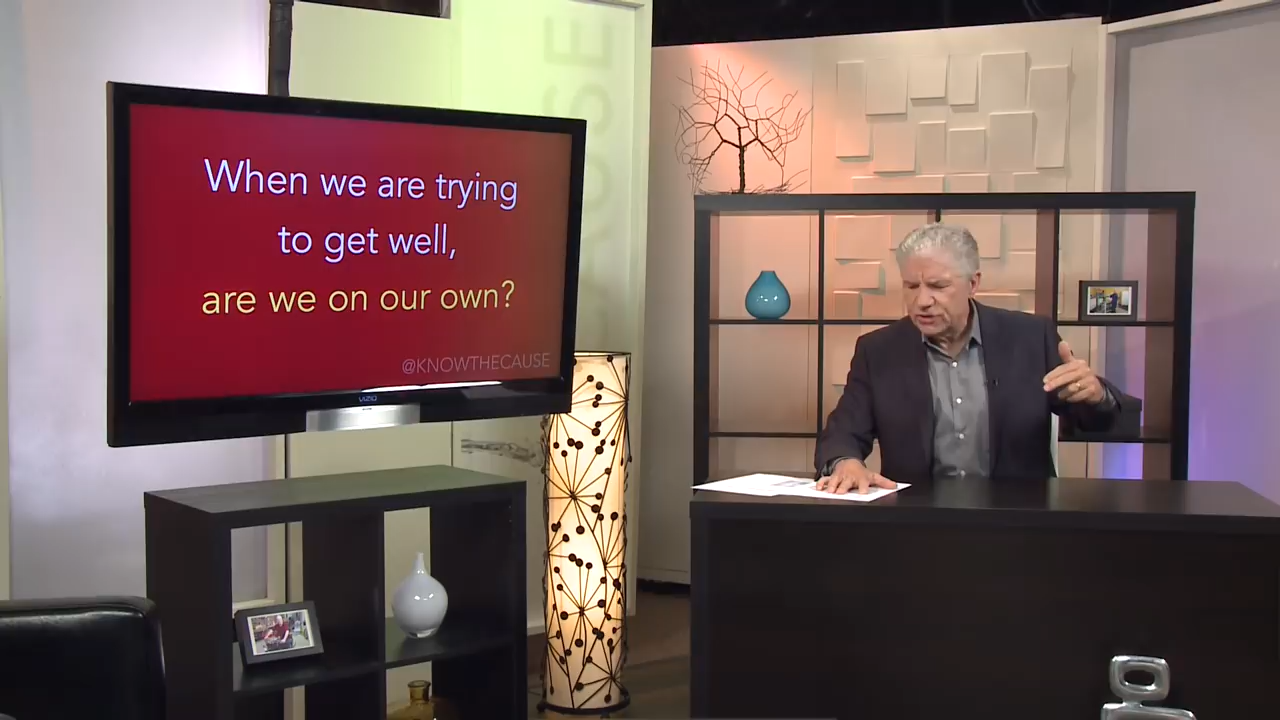 When we are trying
to get well,
are we on our own?
@KNOWTHECAUSE
VIZIO